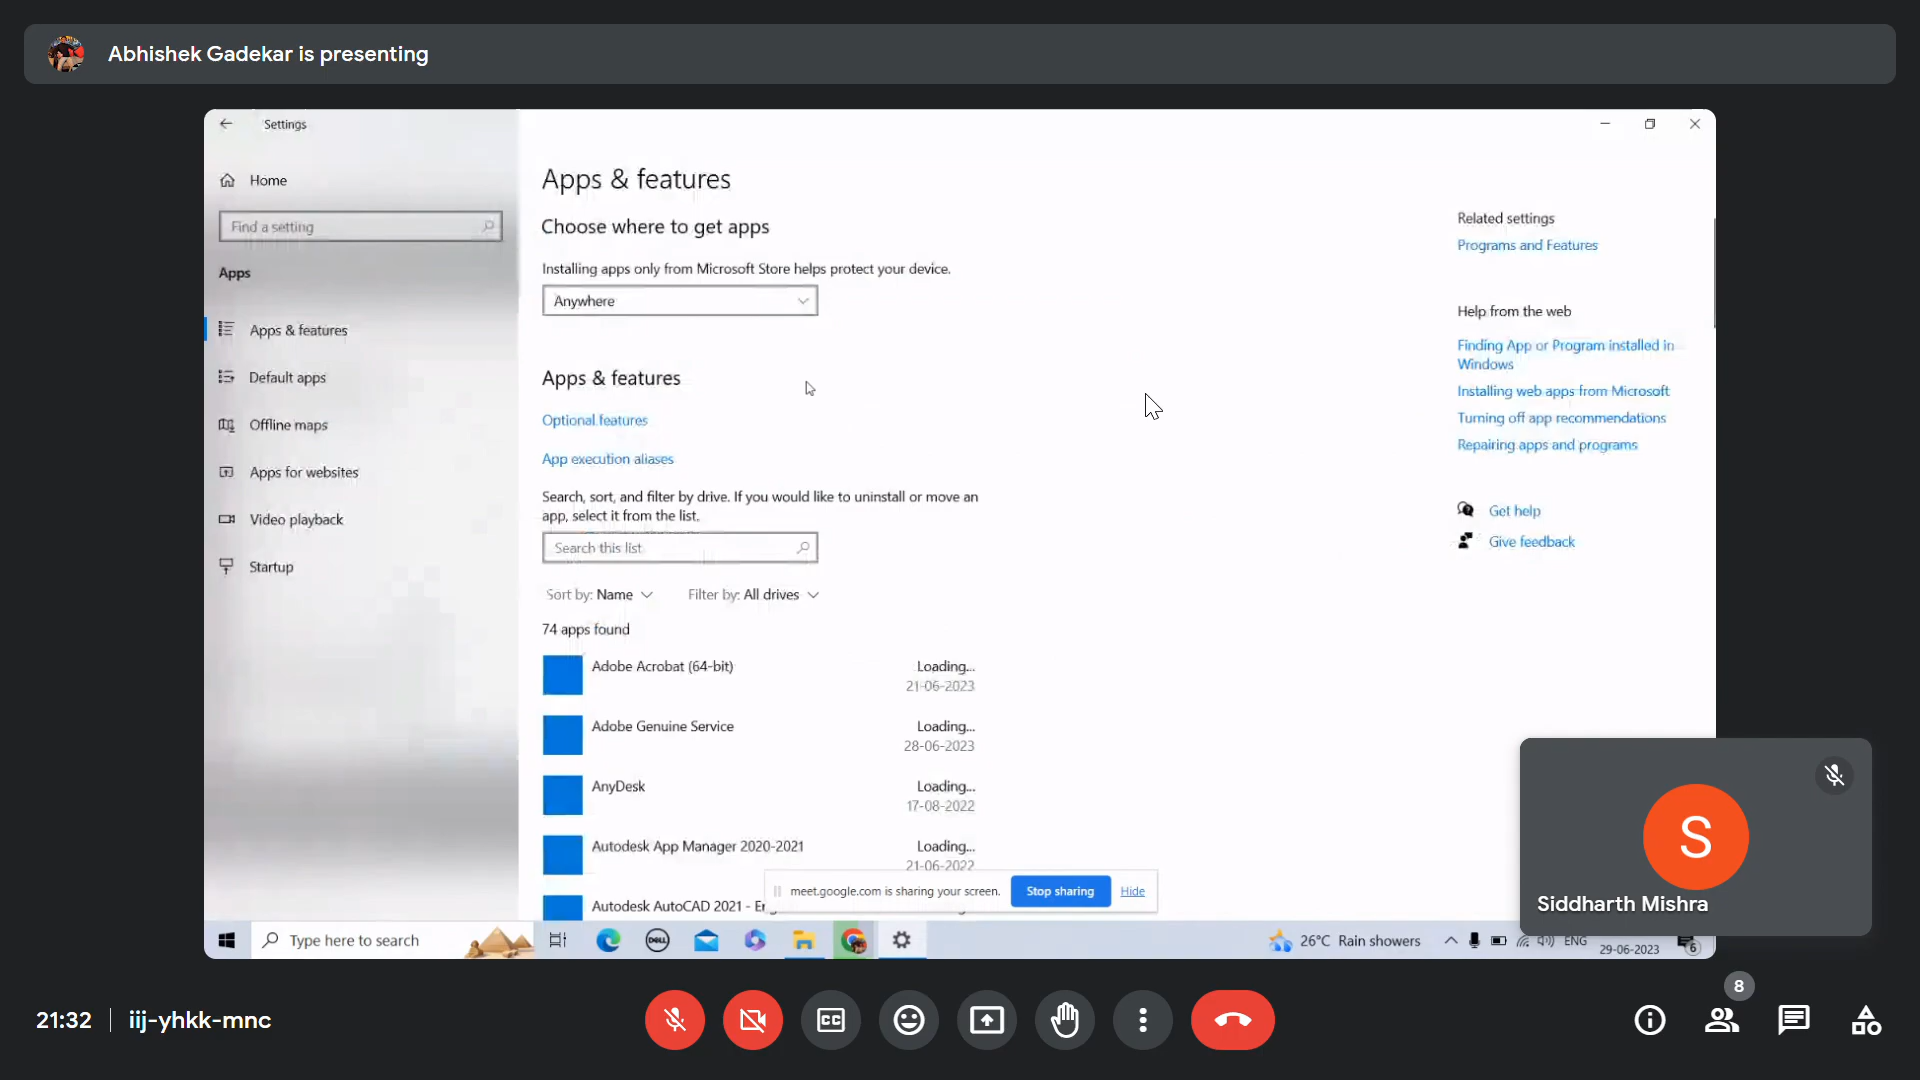 Abhishek Gadekar is presenting
Settings
Home
Find a setting
Apps
Apps & features
Default apps
Offline maps
Apps for websites
Video playback
Startup
Apps & features
Choose where to get apps
Installing apps only from Microsoft Store helps protect your device.
Anywhere
Apps & features
Optional features
App execution aliases
Search, sort, and filter by drive. If you would like to uninstall or move an
app, select it from the list.
Search this list
Sort by: Name
Filter by: All drives
74 apps found
Adobe Acrobat (64-bit)
Loading...
21-06-2023
Adobe Genuine Service
Loading...
28-06-2023
AnyDesk
Loading...
17-08-2022
Autodesk App Manager 2020-2021
Loading...
21-06-2022
Autodesk AutoCAD 2021 -
Related settings
Programs and Features
Help from the web
Finding App or Program installed in
Windows
Installing web apps from Microsoft
Turning off app recommendations
Repairing apps and programs
Get help
Give feedback
meet.google.com is sharing your screen.
Stop sharing
Hide
S
Siddharth Mishra
Type here to search
DELL
26°C Rain showers
ENG
29-06-2023
6
21:32
iij-yhkk-mnc
CC
8